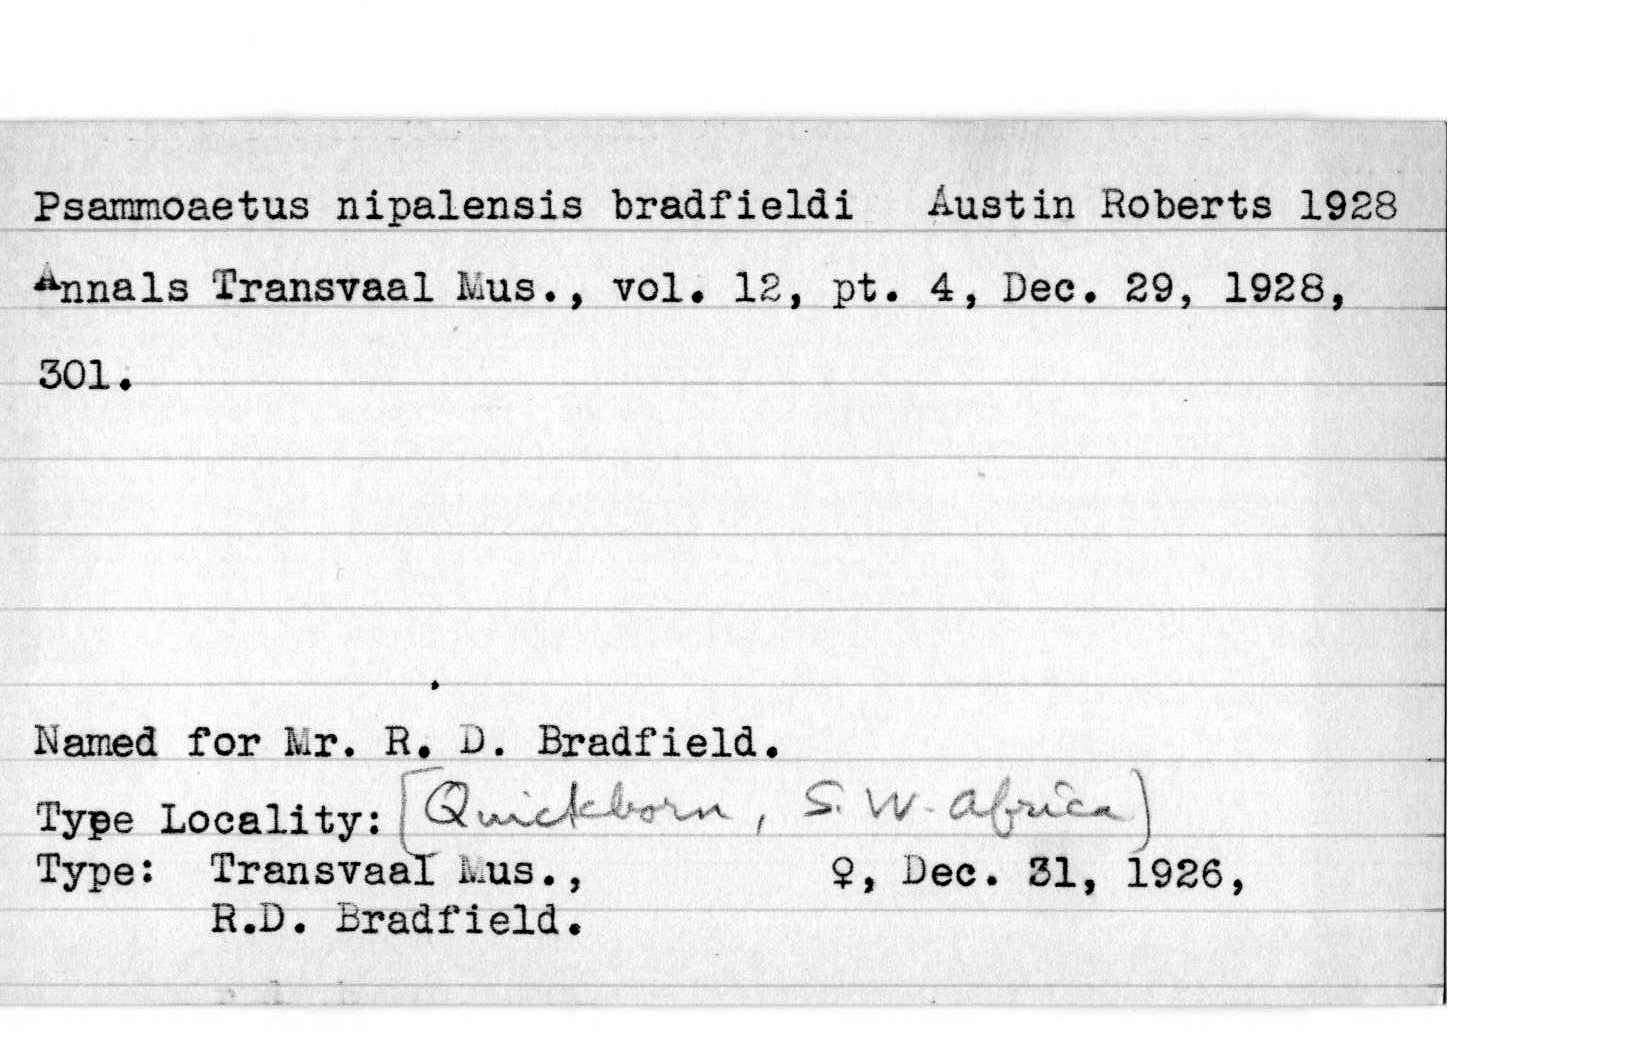 Psammoaetus nipalensis bradfieldi Austin Roberts 1928
Annals Transvaal Mus., vol. 12, pt. 4, Dec. 29, 1928,
301.
Named for Mr. R. D. Bradfield.
Type Locality: [Quickborn, S. W. Africa]
Type: Transvaal Mus., ♀, Dec. 31, 1926,
R.D. Bradfield.